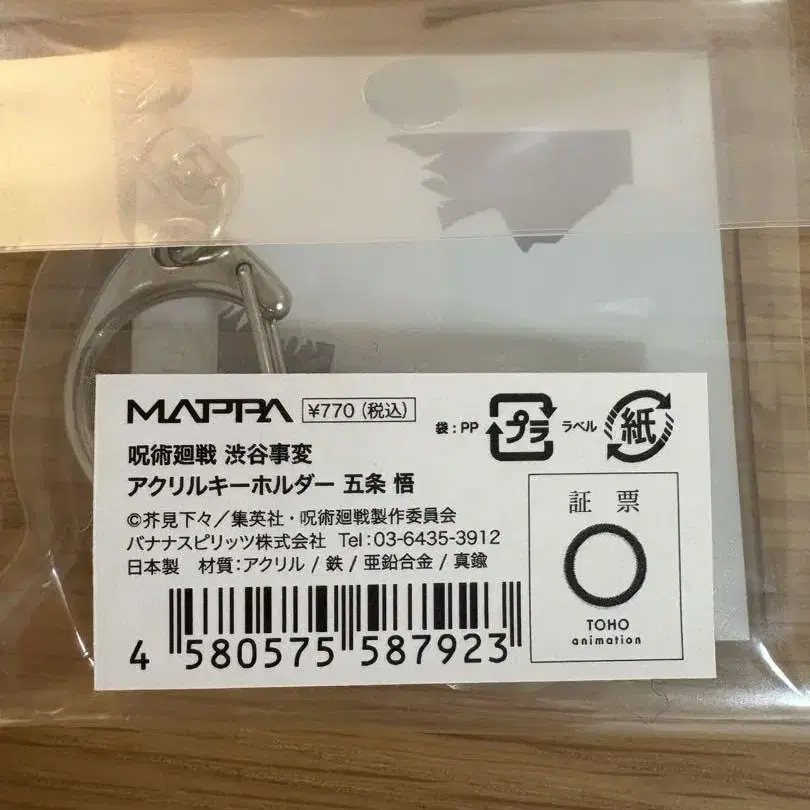 MAPPA ¥770(税込)
袋:PP プラ ラベル 紙
呪術廻戦 渋谷事変
アクリルキーホルダー 五条 悟
©芥見下々/集英社・呪術廻戦製作委員会
バナナスピリッツ株式会社 Tel:03-6435-3912
日本製 材質:アクリル/鉄/亜鉛合金/真鍮
4 580575 587923
証票
TOHO
animation